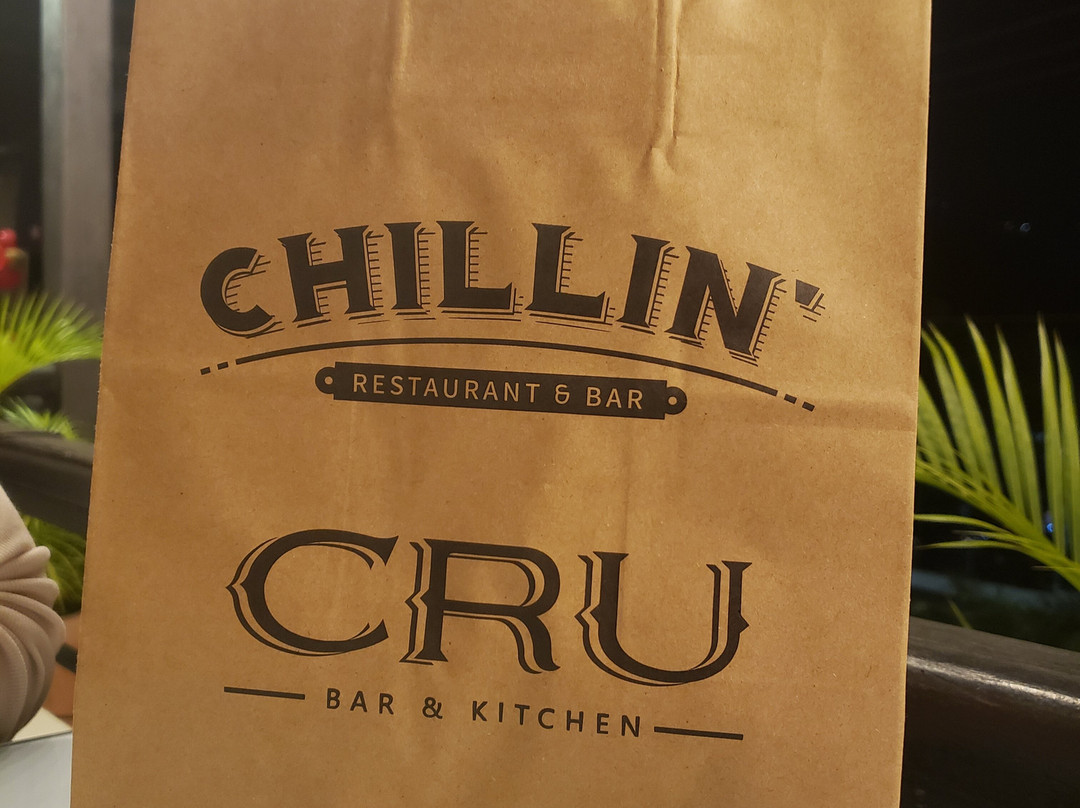 CHILLIN'
RESTAURANT & BAR
CRU
BAR & KITCHEN